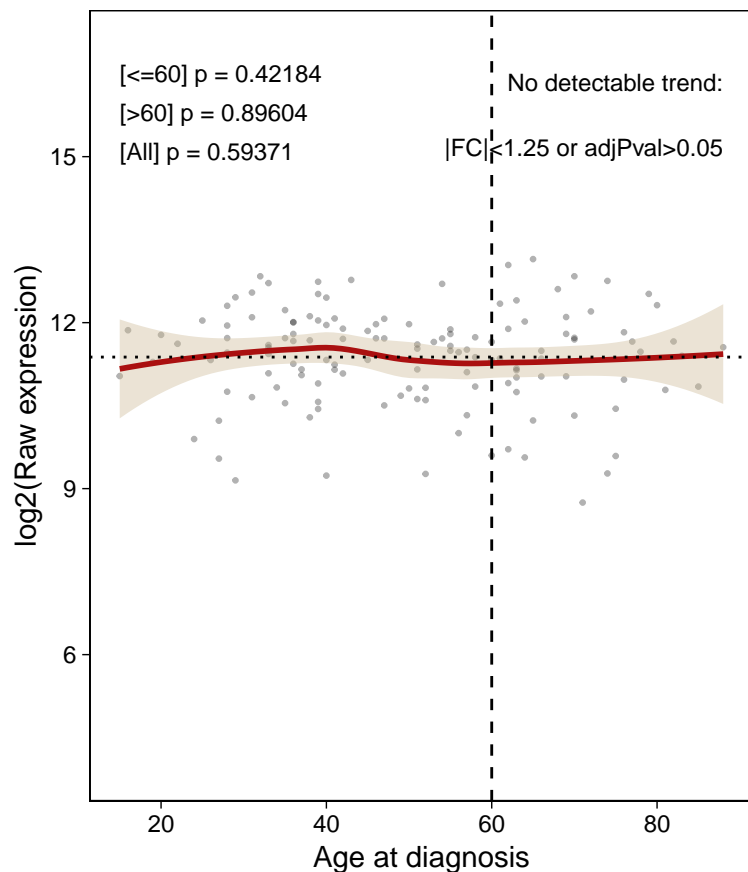 [<=60] p = 0.42184
[>60] p = 0.89604
[All] p = 0.59371
No detectable trend:
|FC|<1.25 or adjPval>0.05
15
12
9
6
log2(Raw expression)
20
40
60
80
Age at diagnosis